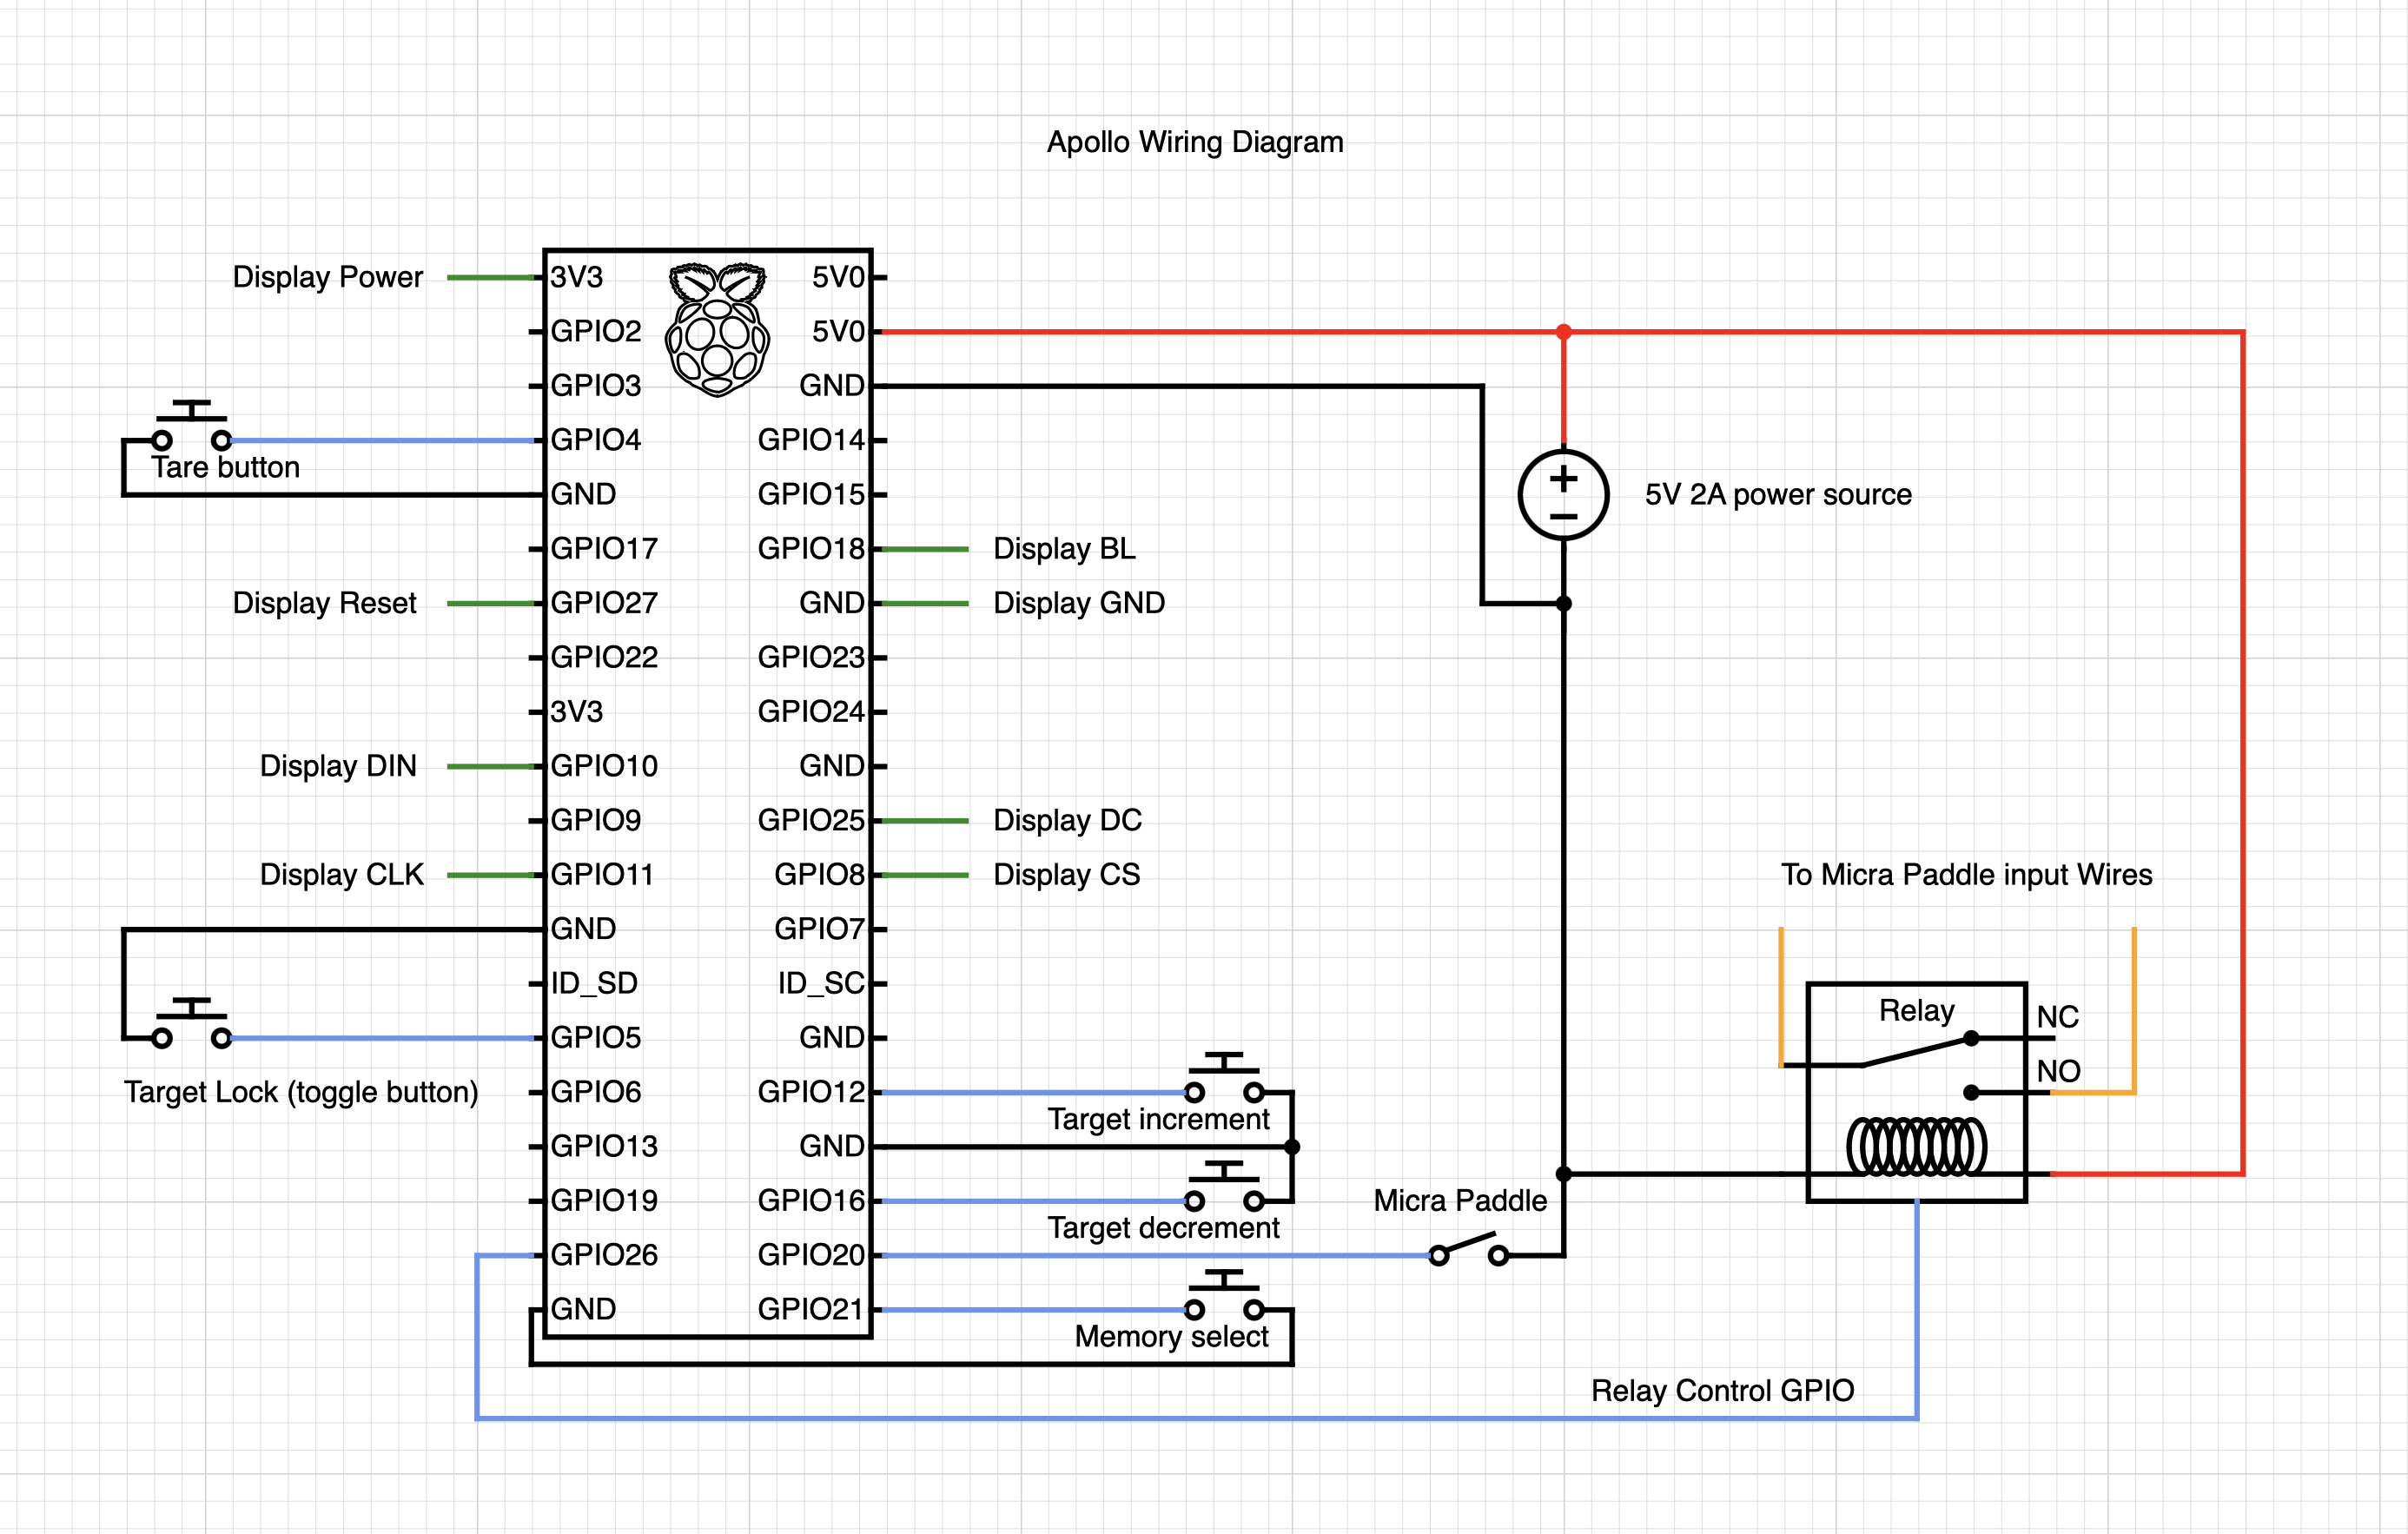 Apollo Wiring Diagram
Display Power
3V3
5V0
GPIO2
5V0
GPIO3
GND
GPIO4
GPIO14
Tare button
GND
GPIO15
5V 2A power source
GPIO17
GPIO18
Display BL
Display Reset
GPIO27
GND
Display GND
GPIO22
GPIO23
3V3
GPIO24
Display DIN
GPIO10
GND
GPIO9
GPIO25
Display DC
Display CLK
GPIO11
GPIO8
Display CS
To Micra Paddle input Wires
GND
GPIO7
ID_SD
ID_SC
Relay
NC
GPIO5
GND
NO
Target Lock (toggle button)
GPIO6
GPIO12
Target increment
GPIO13
GND
GPIO19
GPIO16
Micra Paddle
Target decrement
GPIO26
GPIO20
GND
GPIO21
Memory select
Relay Control GPIO